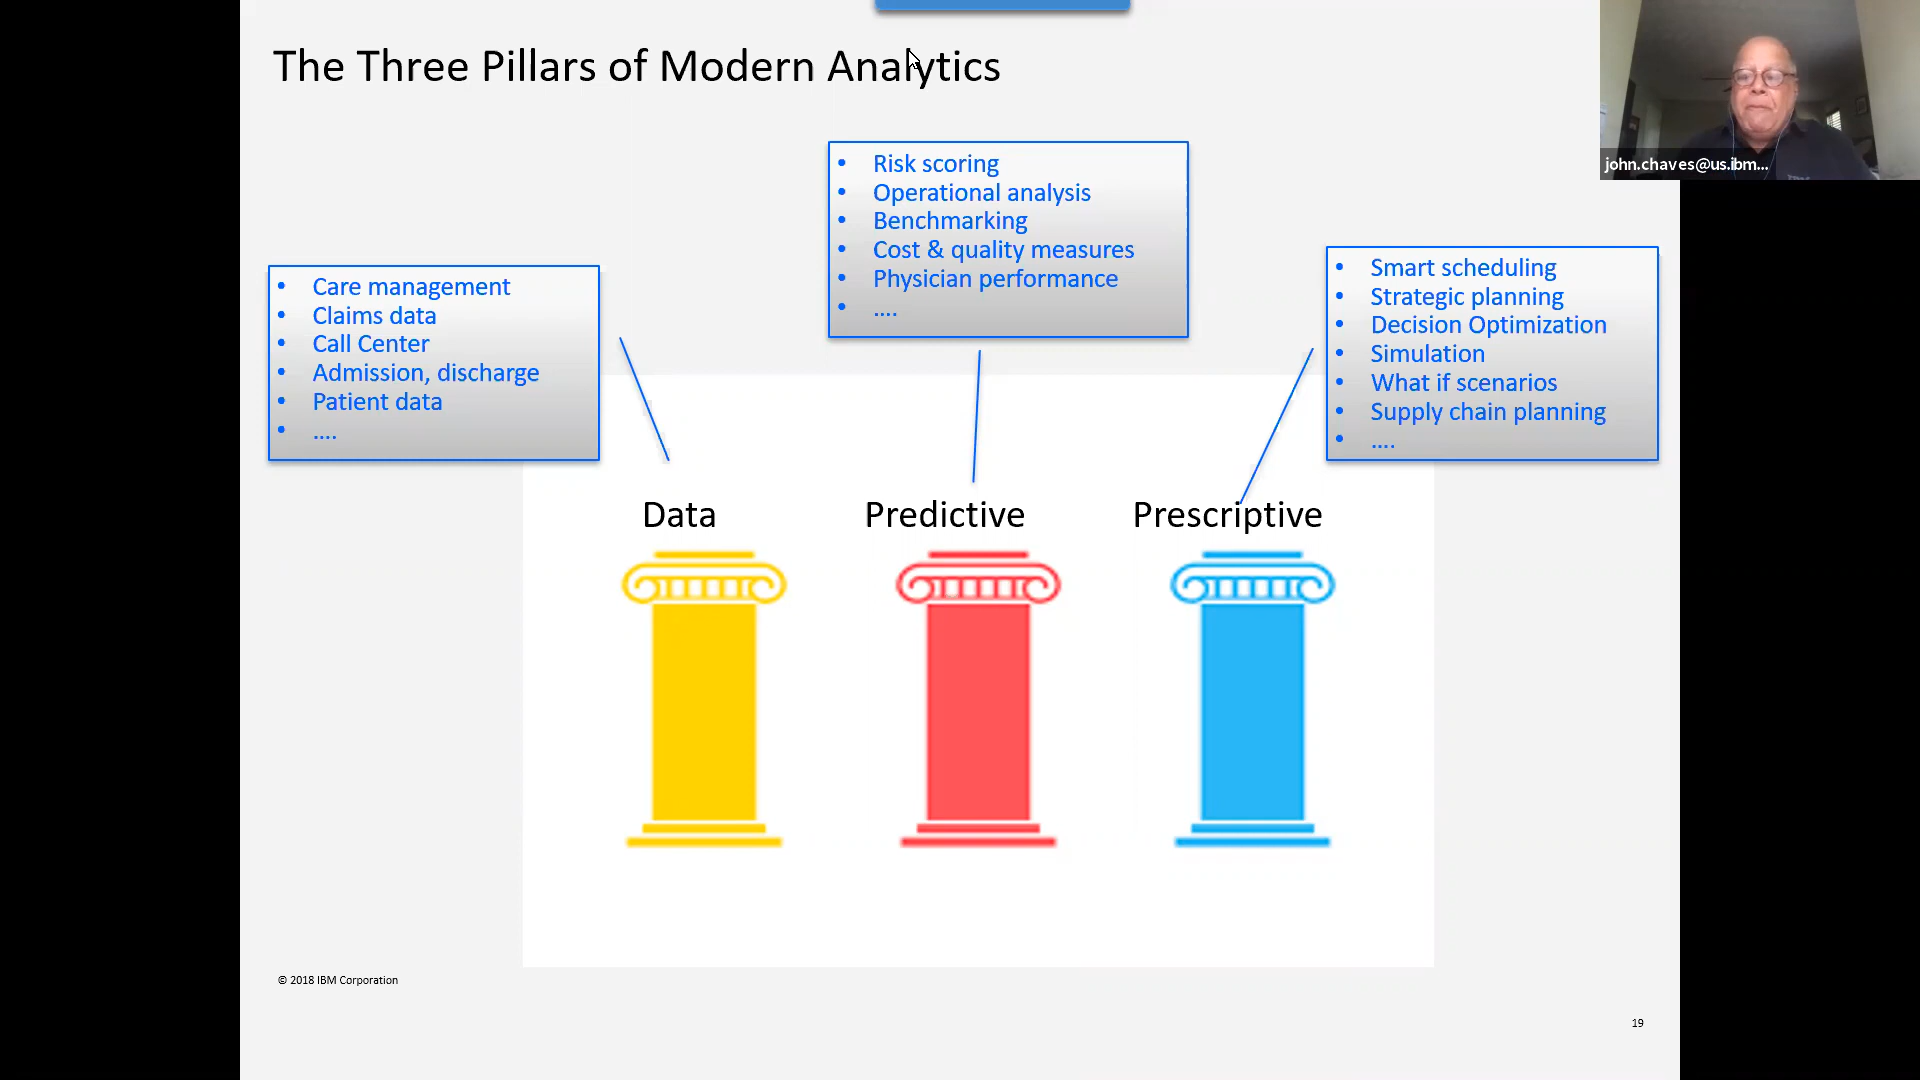 The Three Pillars of Modern Analytics
john.chaves@us.ibm...
• Risk scoring
• Operational analysis
• Benchmarking
• Cost & quality measures
• Physician performance
• ....
• Care management
• Claims data
• Call Center
• Admission, discharge
• Patient data
• ....
• Smart scheduling
• Strategic planning
• Decision Optimization
• Simulation
• What if scenarios
• Supply chain planning
• ....
Data
Predictive
Prescriptive
© 2018 IBM Corporation
19